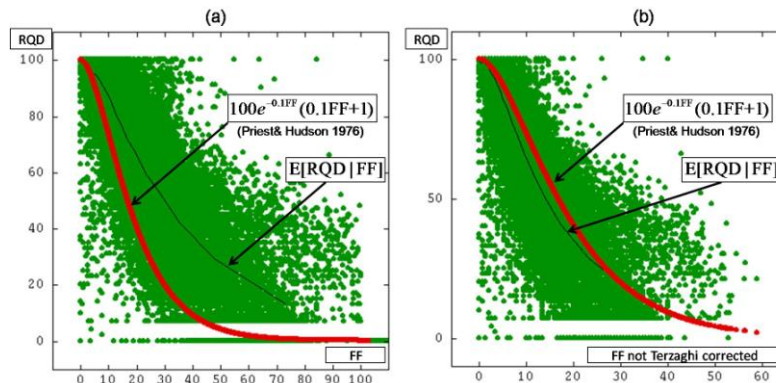 (a)
RQD
100
80
60
40
20
0
100e^{-0.1FF}(0.1FF+1)
(Priest& Hudson 1976)
E[RQD | FF]
FF
0 10 20 30 40 50 60 70 80 90 100
(b)
RQD
100
50
0
100e^{-0.1FF}(0.1FF+1)
(Priest& Hudson 1976)
E[RQD | FF]
FF not Terzaghi corrected
0 10 20 30 40 50 60